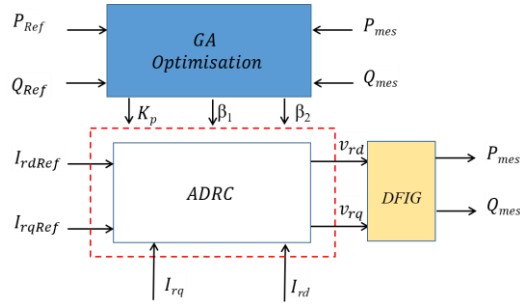 P_Ref
GA
Optimisation
P_mes
Q_Ref
Q_mes
K_p
β_1
β_2
I_rdRef
ADRC
v_rd
DFIG
P_mes
I_rqRef
v_rq
Q_mes
I_rq
I_rd